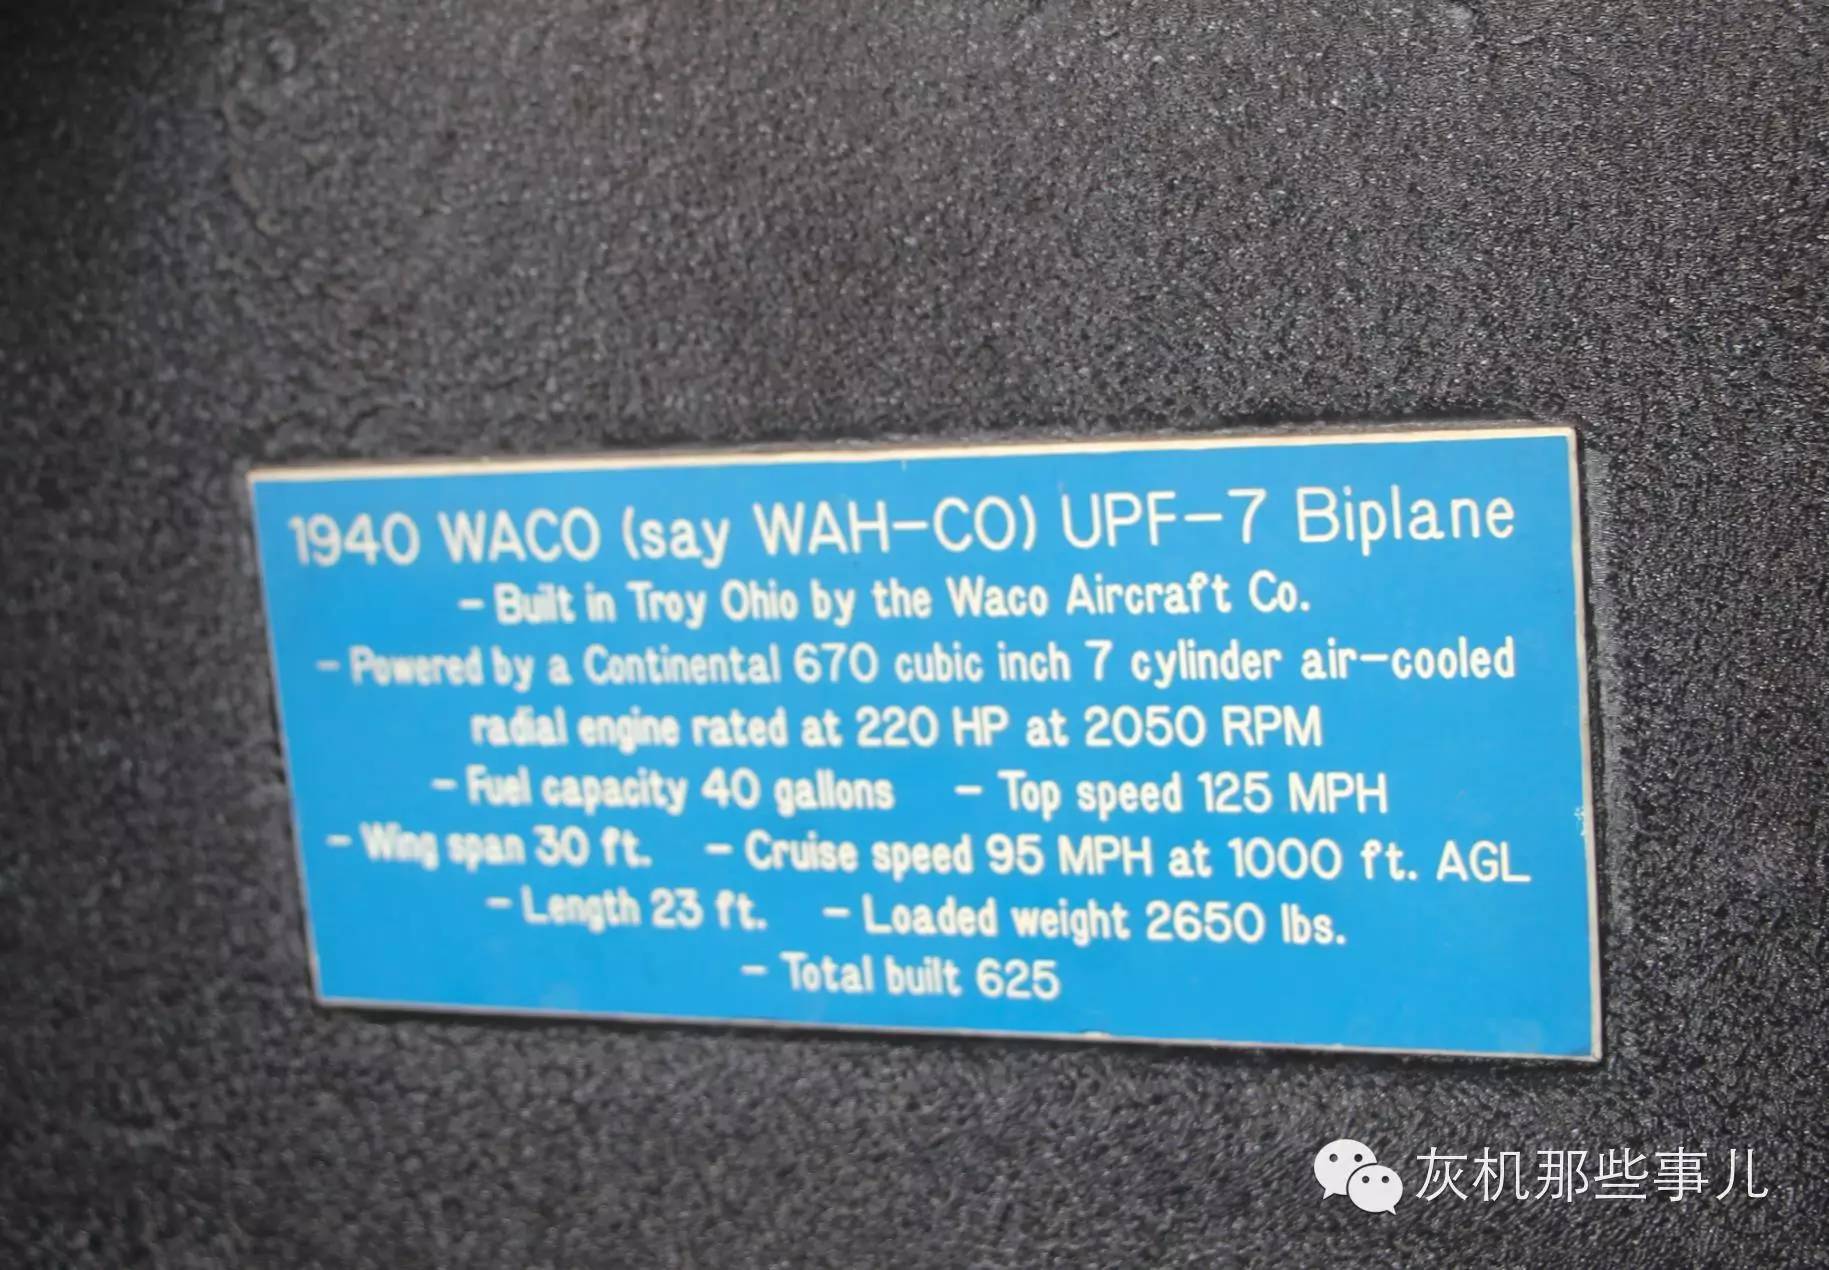 1940 WACO (say WAH-CO) UPF-7 Biplane
- Built in Troy Ohio by the Waco Aircraft Co.
- Powered by a Continental 670 cubic inch 7 cylinder air-cooled
radial engine rated at 220 HP at 2050 RPM
- Fuel capacity 40 gallons - Top speed 125 MPH
- Wing span 30 ft. - Cruise speed 95 MPH at 1000 ft. AGL
- Length 23 ft. - Loaded weight 2650 lbs.
- Total built 625
灰机那些事儿